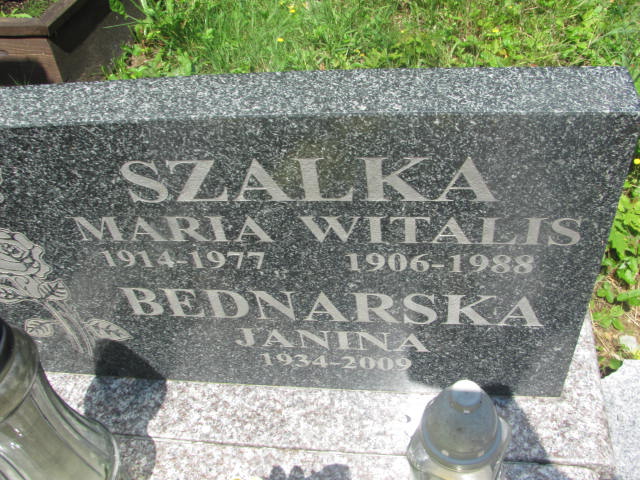 SZALKA
MARIA WITALIS
1914-1977 1906-1988
BEDNARSKA
JANINA
1934-2009